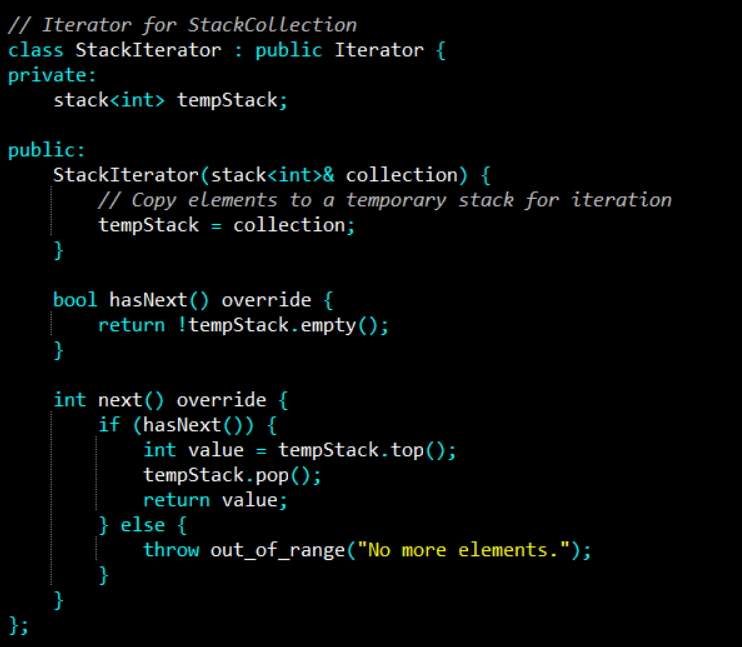 // Iterator for StackCollection
class StackIterator : public Iterator {
private:
    stack<int> tempStack;

public:
    StackIterator(stack<int>& collection) {
        // Copy elements to a temporary stack for iteration
        tempStack = collection;
    }

    bool hasNext() override {
        return !tempStack.empty();
    }

    int next() override {
        if (hasNext()) {
            int value = tempStack.top();
            tempStack.pop();
            return value;
        } else {
            throw out_of_range("No more elements.");
        }
    }
};